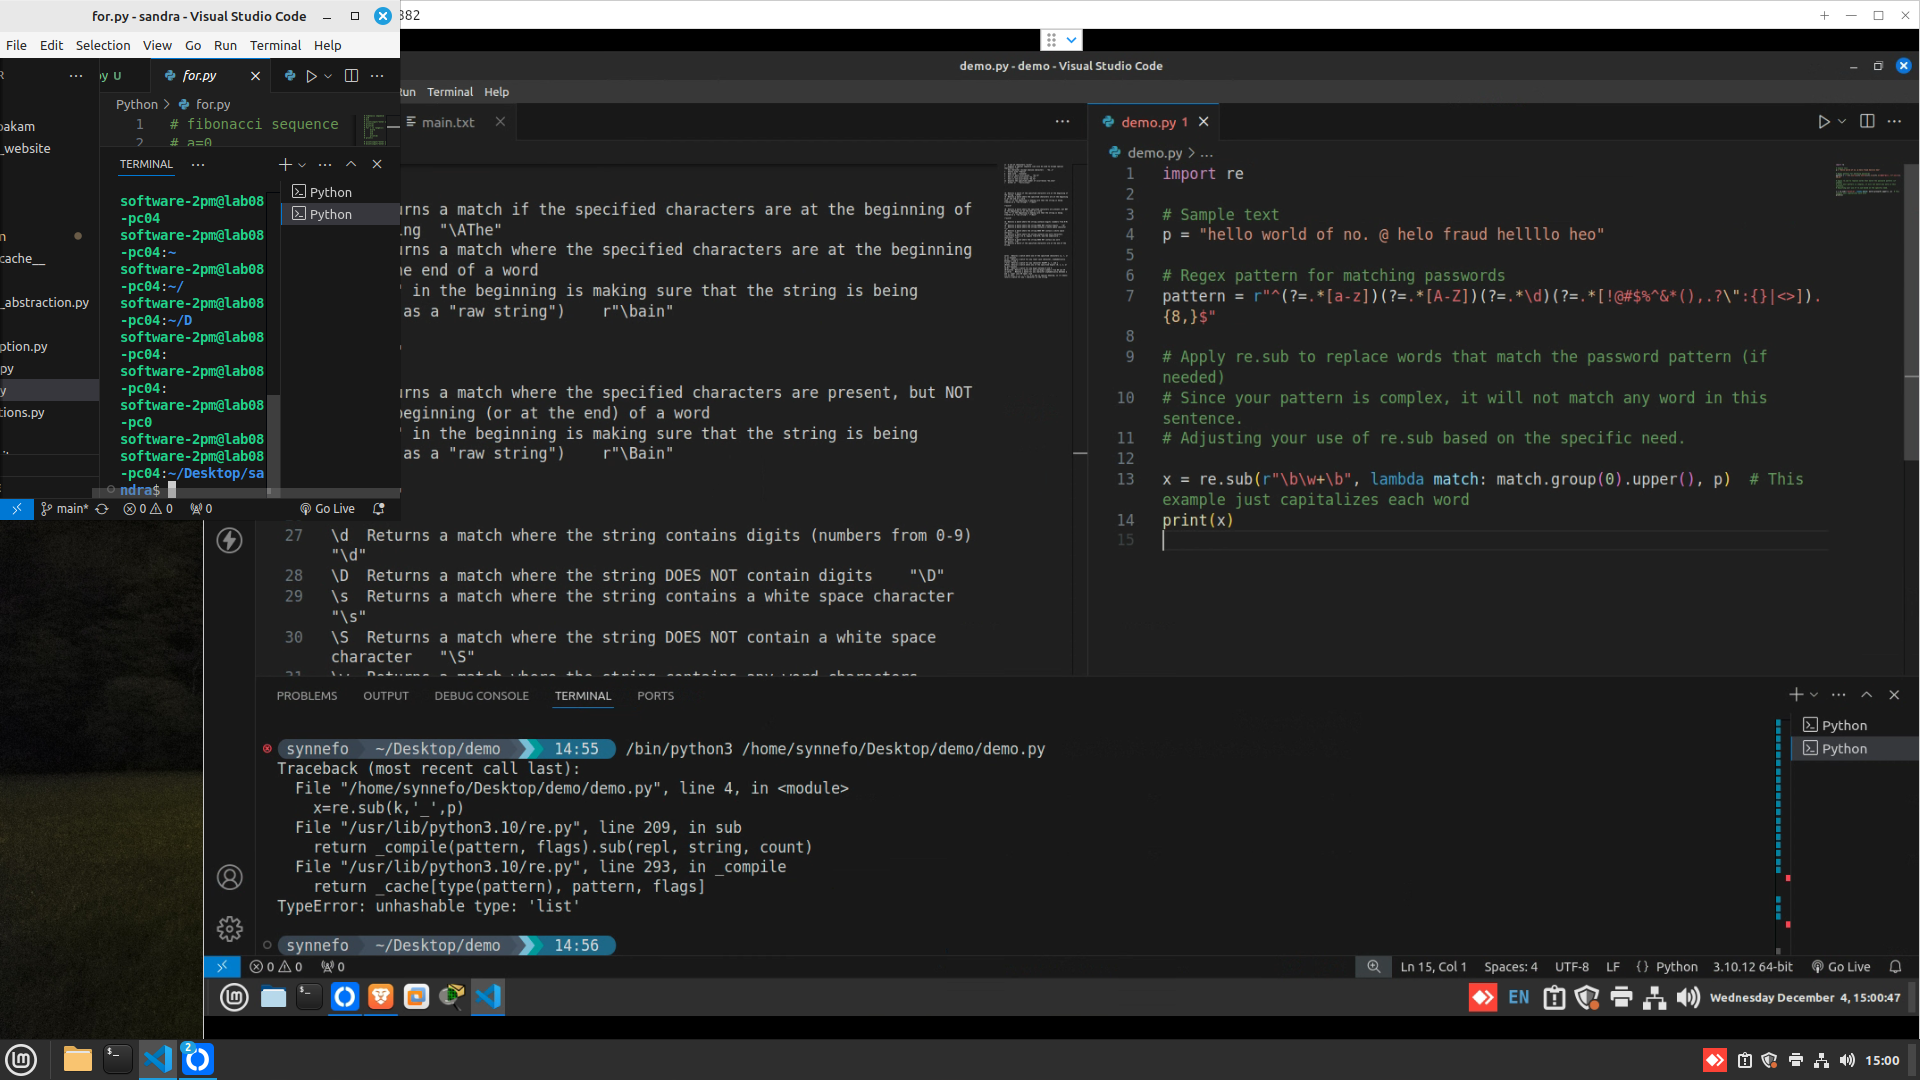 for.py - sandra - Visual Studio Code
882
File Edit Selection View Go Run Terminal Help
py U
for.py
Python > for.py
1 # fibonacci sequence
2 # a=0
TERMINAL
Python
Python
software-2pm@lab08
-pc04
software-2pm@lab08
-pc04:~
software-2pm@lab08
-pc04:~/
software-2pm@lab08
-pc04:~/D
software-2pm@lab08
-pc04:
software-2pm@lab08
-pc04:
software-2pm@lab08
-pc0
software-2pm@lab08
software-2pm@lab08
-pc04:~/Desktop/sa
ndra$
_website
cache__
_abstraction.py
ption.py
py
y
tions.py
main* 0 0 0 Go Live
demo.py - demo - Visual Studio Code
Terminal Help
main.txt
urns a match if the specified characters are at the beginning of
ing "\AThe"
urns a match where the specified characters are at the beginning
he end of a word
in the beginning is making sure that the string is being
as a "raw string") r"\bain"
urns a match where the specified characters are present, but NOT
beginning (or at the end) of a word
in the beginning is making sure that the string is being
as a "raw string") r"\Bain"
27 \d Returns a match where the string contains digits (numbers from 0-9)
"\d"
28 \D Returns a match where the string DOES NOT contain digits "\D"
29 \s Returns a match where the string contains a white space character
"\s"
30 \S Returns a match where the string DOES NOT contain a white space
character "\S"
demo.py 1
demo.py > ...
1 import re
2
3 # Sample text
4 p = "hello world of no. @ helo fraud hellllo heo"
5
6 # Regex pattern for matching passwords
7 pattern = r"^(?=.*[a-z])(?=.*[A-Z])(?=.*\d)(?=.*[!@#$%^&*(),.?\":{}|<>]).
{8,}$"
8
9 # Apply re.sub to replace words that match the password pattern (if
needed)
10 # Since your pattern is complex, it will not match any word in this
sentence.
11 # Adjusting your use of re.sub based on the specific need.
12
13 x = re.sub(r"\b\w+\b", lambda match: match.group(0).upper(), p) # This
example just capitalizes each word
14 print(x)
15
PROBLEMS OUTPUT DEBUG CONSOLE TERMINAL PORTS
Python
Python
synnefo ~/Desktop/demo 14:55 /bin/python3 /home/synnefo/Desktop/demo/demo.py
Traceback (most recent call last):
File "/home/synnefo/Desktop/demo/demo.py", line 4, in <module>
x=re.sub(k,'_',p)
File "/usr/lib/python3.10/re.py", line 209, in sub
return _compile(pattern, flags).sub(repl, string, count)
File "/usr/lib/python3.10/re.py", line 293, in _compile
return _cache[type(pattern), pattern, flags]
TypeError: unhashable type: 'list'
synnefo ~/Desktop/demo 14:56
0 0 0 Ln 15, Col 1 Spaces: 4 UTF-8 LF {} Python 3.10.12 64-bit Go Live
EN Wednesday December 4, 15:00:47
2 15:00